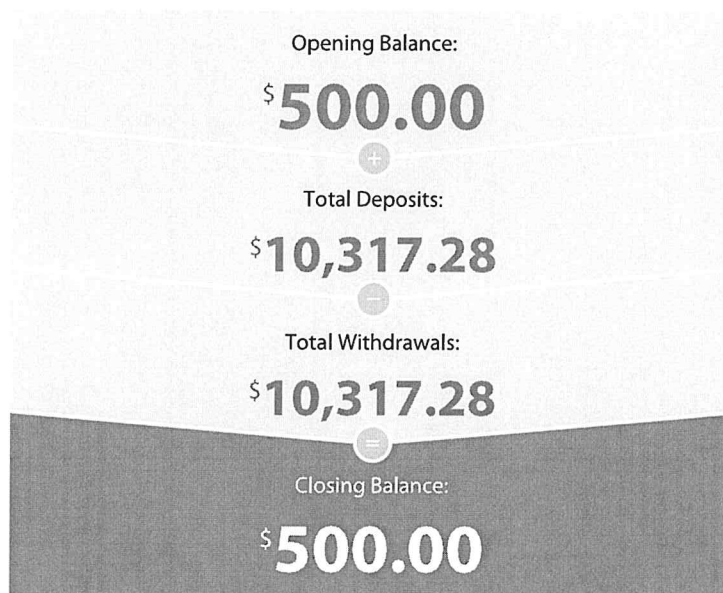 Opening Balance:
$500.00
+
Total Deposits:
$10,317.28
−
Total Withdrawals:
$10,317.28
=
Closing Balance:
$500.00